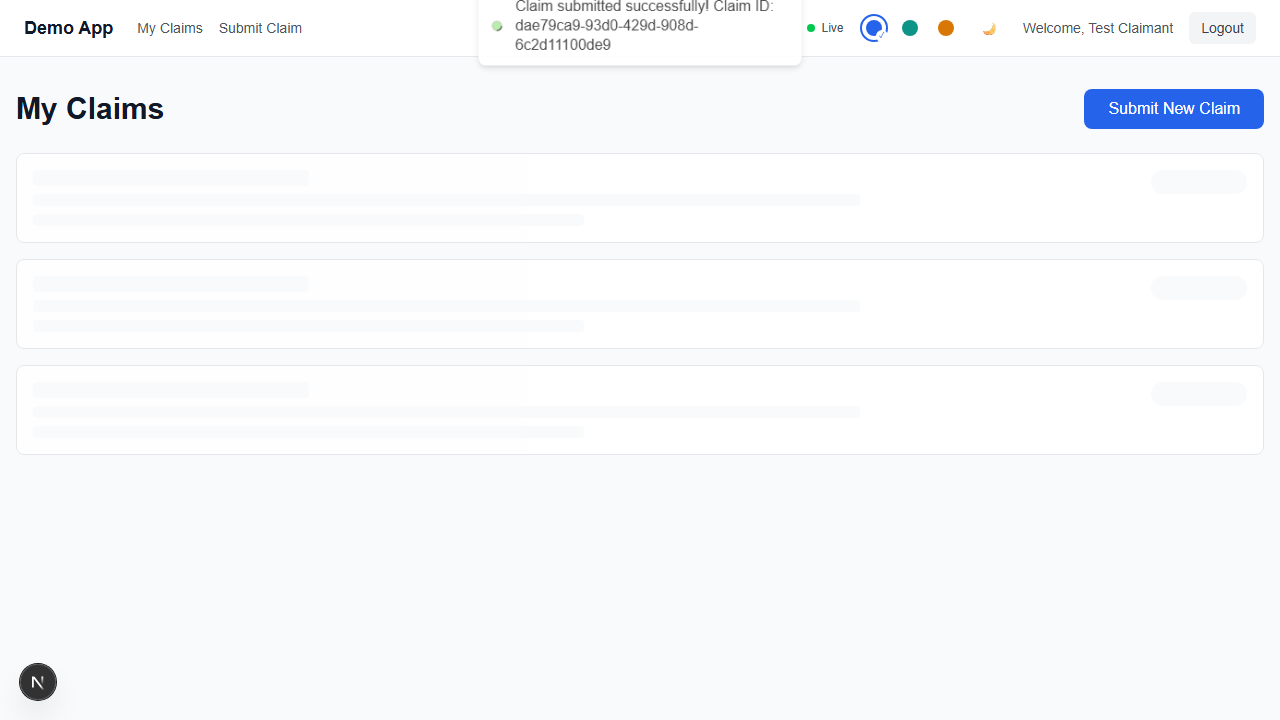 Demo App
My Claims
Submit Claim
Claim submitted successfully! Claim ID:
dae79ca9-93d0-429d-908d-
6c2d11100de9
Live
Welcome, Test Claimant
Logout
My Claims
Submit New Claim
N